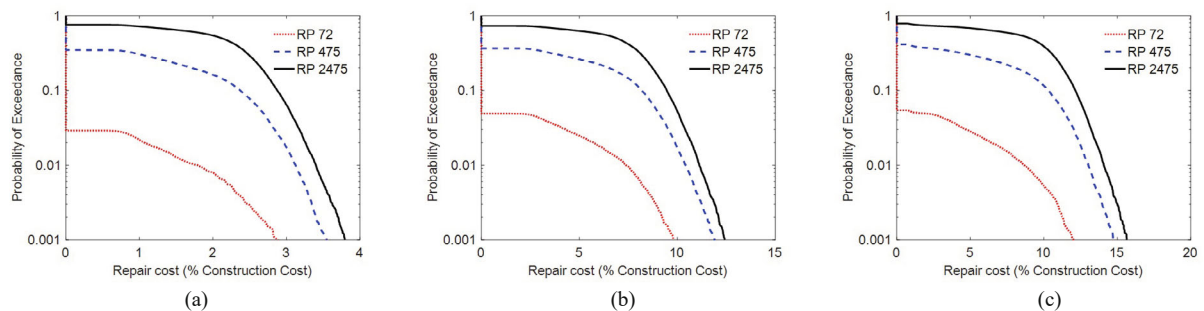 1
0.1
0.01
0.001
Probability of Exceedance
RP 72
RP 475
RP 2475
0 1 2 3 4
Repair cost (% Construction Cost)
(a)
1
0.1
0.01
0.001
Probability of Exceedance
RP 72
RP 475
RP 2475
0 5 10 15
Repair cost (% Construction Cost)
(b)
1
0.1
0.01
0.001
Probability of Exceedance
RP 72
RP 475
RP 2475
0 5 10 15 20
Repair cost (% Construction Cost)
(c)